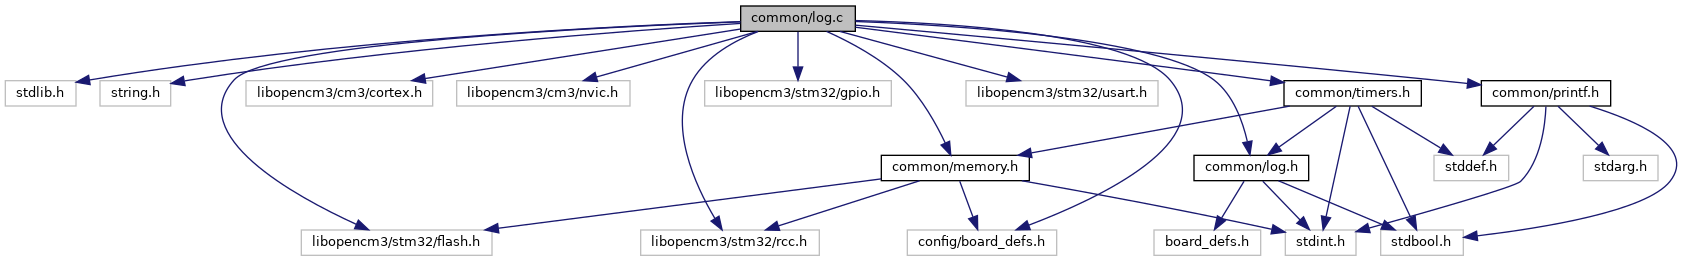 common/log.c
stdlib.h
string.h
libopencm3/cm3/cortex.h
libopencm3/cm3/nvic.h
libopencm3/stm32/gpio.h
libopencm3/stm32/usart.h
common/timers.h
common/printf.h
common/memory.h
common/log.h
stddef.h
stdarg.h
libopencm3/stm32/flash.h
libopencm3/stm32/rcc.h
config/board_defs.h
board_defs.h
stdint.h
stdbool.h